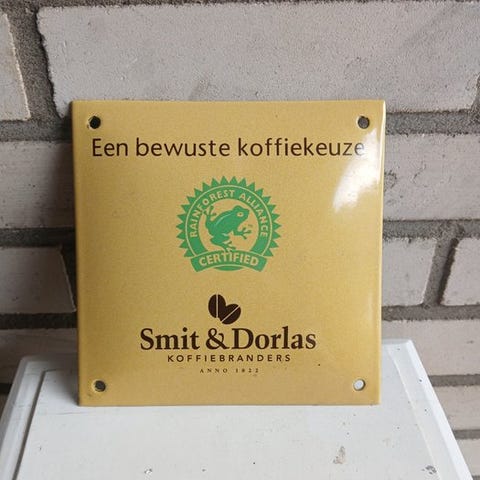 Een bewuste koffiekeuze
RAINFOREST ALLIANCE
CERTIFIED
Smit & Dorlas
KOFFIEBRANDERS
ANNO 1822